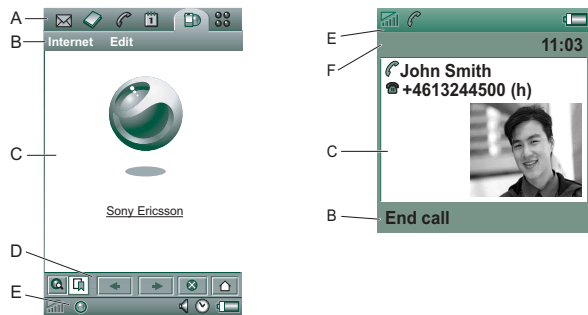 A
B
Internet Edit
C
Sony Ericsson
D
E
E
F
11:03
John Smith
+4613244500 (h)
C
B
End call